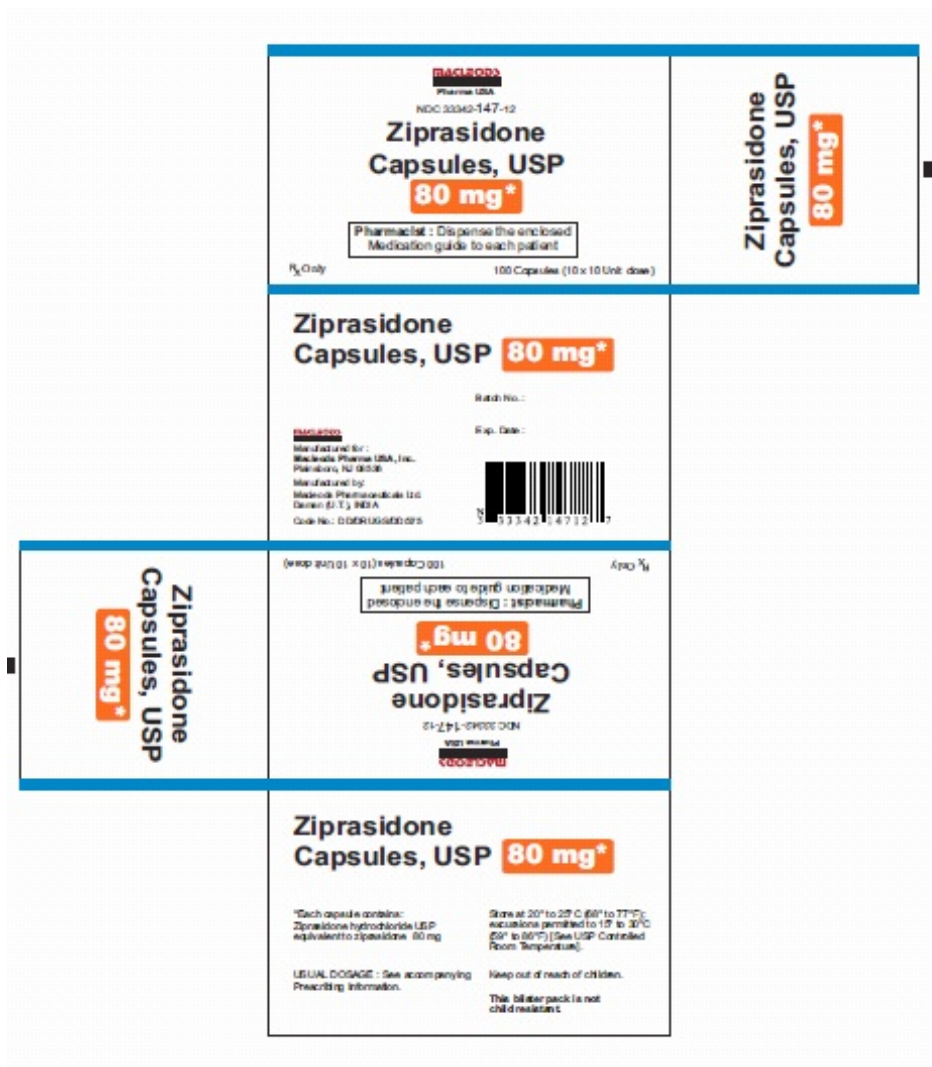 MACLEODS
Pharma USA
NDC 33342-147-12
Ziprasidone
Capsules, USP
80 mg*
Pharmacist : Dispense the enclosed
Medication guide to each patient
Rx Only
100 Capsules (10 x 10 Unit dose)
Ziprasidone
Capsules, USP
80 mg*
Ziprasidone
Capsules, USP 80 mg*
Batch No. :
Exp. Date :
MACLEODS
Manufactured for :
Macleods Pharma USA, Inc.
Plainsboro, NJ 08536
Manufactured by:
Macleods Pharmaceuticals Ltd.
Daman (U.T.), INDIA
Code No.: DD/DRUGS/
N
3 33342 14712 7
Ziprasidone
Capsules, USP
80 mg*
MACLEODS
Pharma USA
NDC 33342-147-12
Ziprasidone
Capsules, USP
80 mg*
Pharmacist : Dispense the enclosed
Medication guide to each patient
Rx Only
100 Capsules (10 x 10 Unit dose)
Ziprasidone
Capsules, USP 80 mg*
*Each capsule contains:
Ziprasidone hydrochloride USP
equivalent to ziprasidone 80 mg
USUAL DOSAGE : See accompanying
Prescribing Information.
Store at 20° to 25°C (68° to 77°F);
excursions permitted to 15° to 30°C
(59° to 86°F) [See USP Controlled
Room Temperature].
Keep out of reach of children.
This blister pack is not
child resistant.